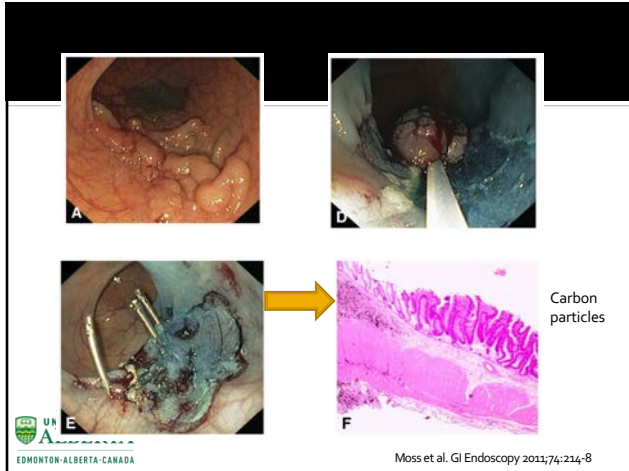 A
D
E
F
Carbon
particles
EDMONTON·ALBERTA·CANADA
Moss et al. GI Endoscopy 2011;74:214-8